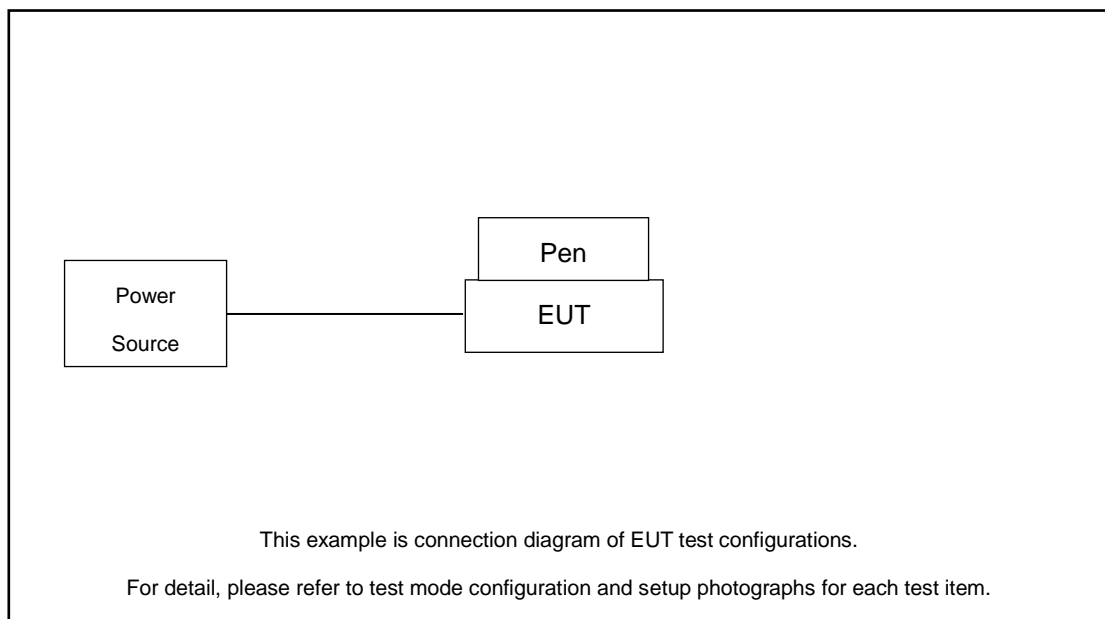 Pen
Power
Source
EUT
This example is connection diagram of EUT test configurations.
For detail, please refer to test mode configuration and setup photographs for each test item.